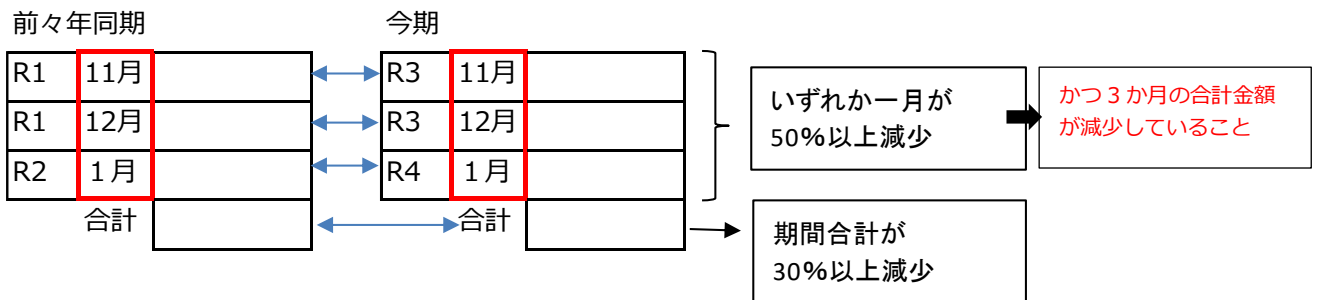 前々年同期
今期
R1 11月
R3 11月
R1 12月
R3 12月
R2 １月
R4 １月
合計
合計
いずれか一月が
50%以上減少
かつ３か月の合計金額
が減少していること
期間合計が
30%以上減少